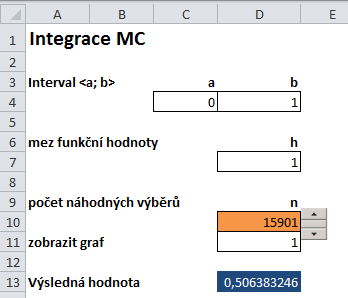 A B C D E
1 Integrace MC
2
3 Interval <a; b> a b
4 0 1
5
6 mez funkční hodnoty h
7 1
8
9 počet náhodných výběrů n
10 15901
11 zobrazit graf 1
12
13 Výsledná hodnota 0,506383246